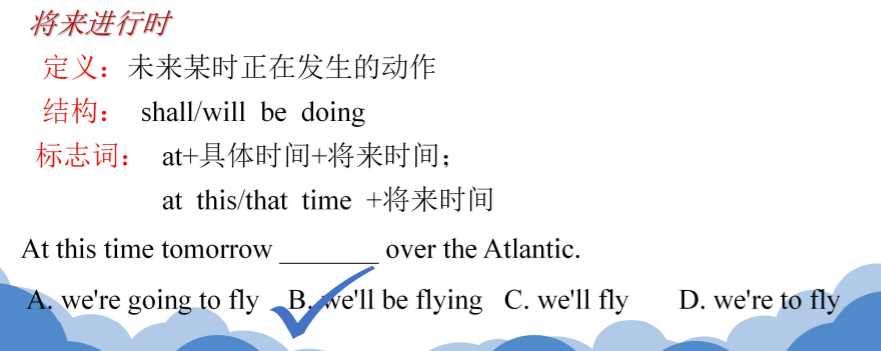 将来进行时
定义：未来某时正在发生的动作
结构： shall/will be doing
标志词： at+具体时间+将来时间；
at this/that time +将来时间
At this time tomorrow ________ over the Atlantic.
A. we're going to fly B. we'll be flying C. we'll fly D. we're to fly